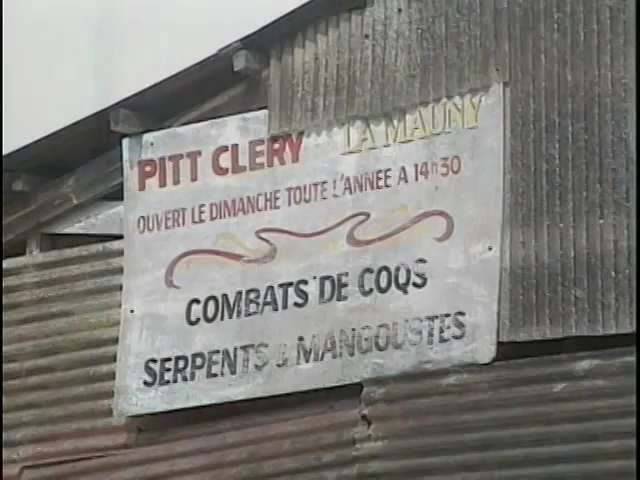 PITT CLERY LA MAUNY
OUVERT LE DIMANCHE TOUTE L'ANNEE A 14H30
COMBATS DE COQS
SERPENTS & MANGOUSTES